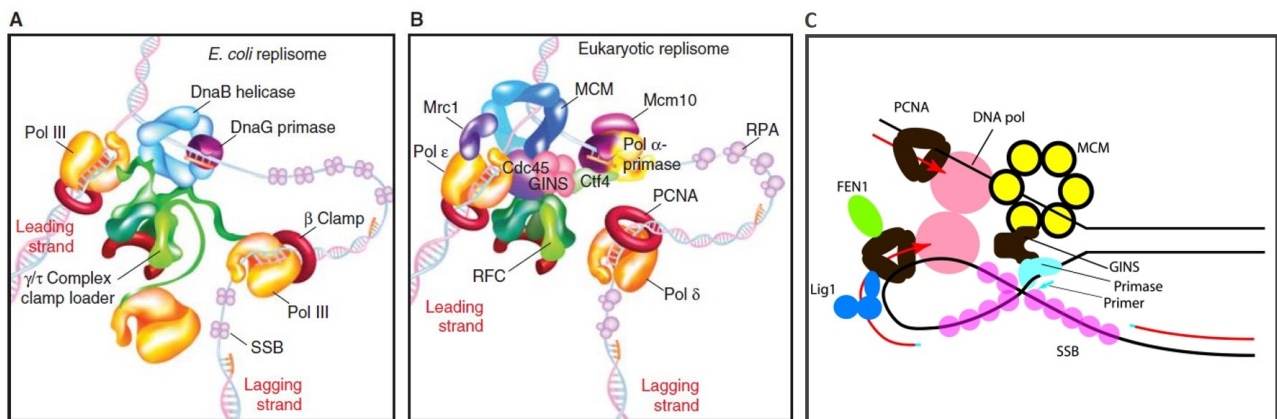 A
E. coli replisome
DnaB helicase
Pol III
DnaG primase
β Clamp
Leading
strand
γ/τ Complex
clamp loader
Pol III
SSB
Lagging
strand
B
Eukaryotic replisome
MCM
Mrc1
Mcm10
RPA
Pol ε
Pol α-
primase
Cdc45
GINS
Ctf4
PCNA
RFC
Leading
strand
Pol δ
Lagging
strand
C
PCNA
DNA pol
MCM
FEN1
GINS
Lig1
Primase
Primer
SSB